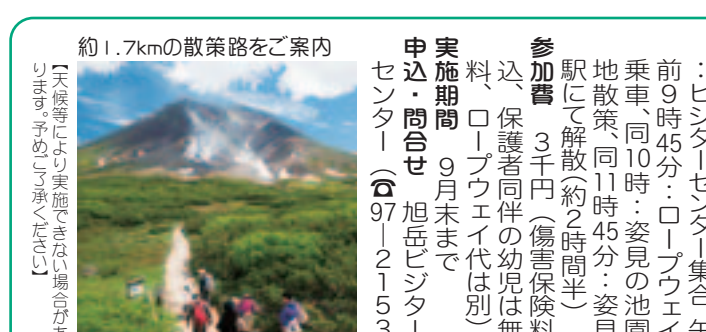 ：ビジターセンター集合 午
前9時45分：ロープウェイ
乗車、同10時：姿見の池園
地散策、同11時45分：姿見
駅にて解散（約2時間半）
参加費　3千円（傷害保険料
込、保護者同伴の幼児は無
料、ロープウェイ代は別）
実施期間　9月末まで
申込・問合せ　旭岳ビジター
センター（☎97―2153
約1.7kmの散策路をご案内
【天候等により実施できない場合があ
ります。予めご了承ください】